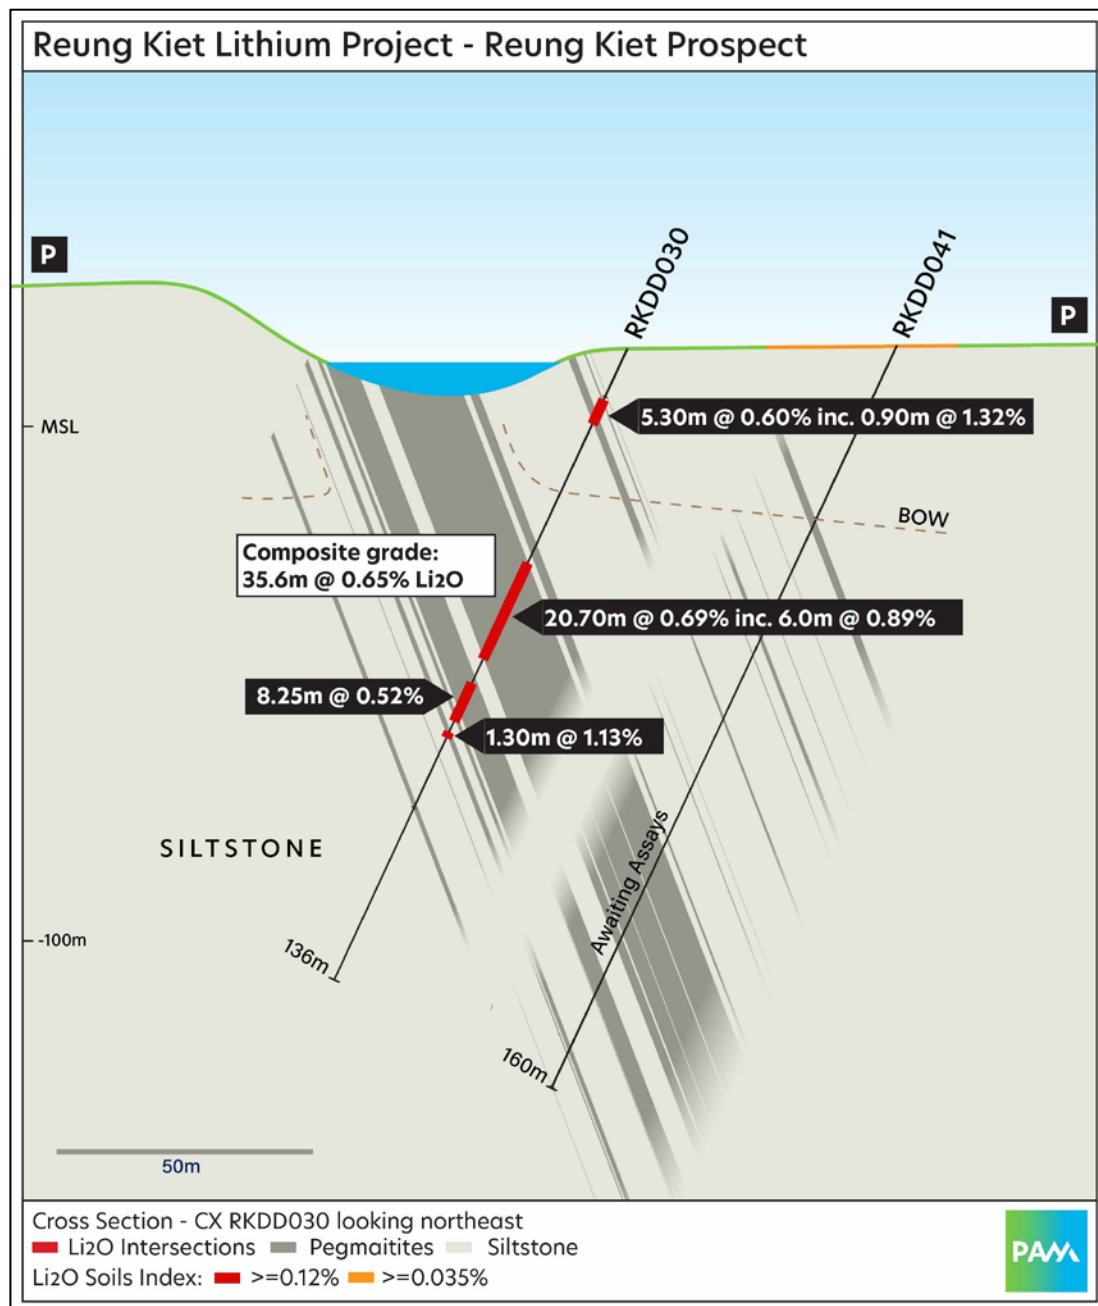 Reung Kiet Lithium Project - Reung Kiet Prospect
P
RKDD030
RKDD041
P
5.30m @ 0.60% inc. 0.90m @ 1.32%
MSL
BOW
Composite grade:
35.6m @ 0.65% Li2O
20.70m @ 0.69% inc. 6.0m @ 0.89%
8.25m @ 0.52%
1.30m @ 1.13%
SILTSTONE
Awaiting Assays
-100m
136m
160m
50m
Cross Section - CX RKDD030 looking northeast
Li2O Intersections Pegmaitites Siltstone
Li2O Soils Index: >=0.12% >=0.035%
PAM